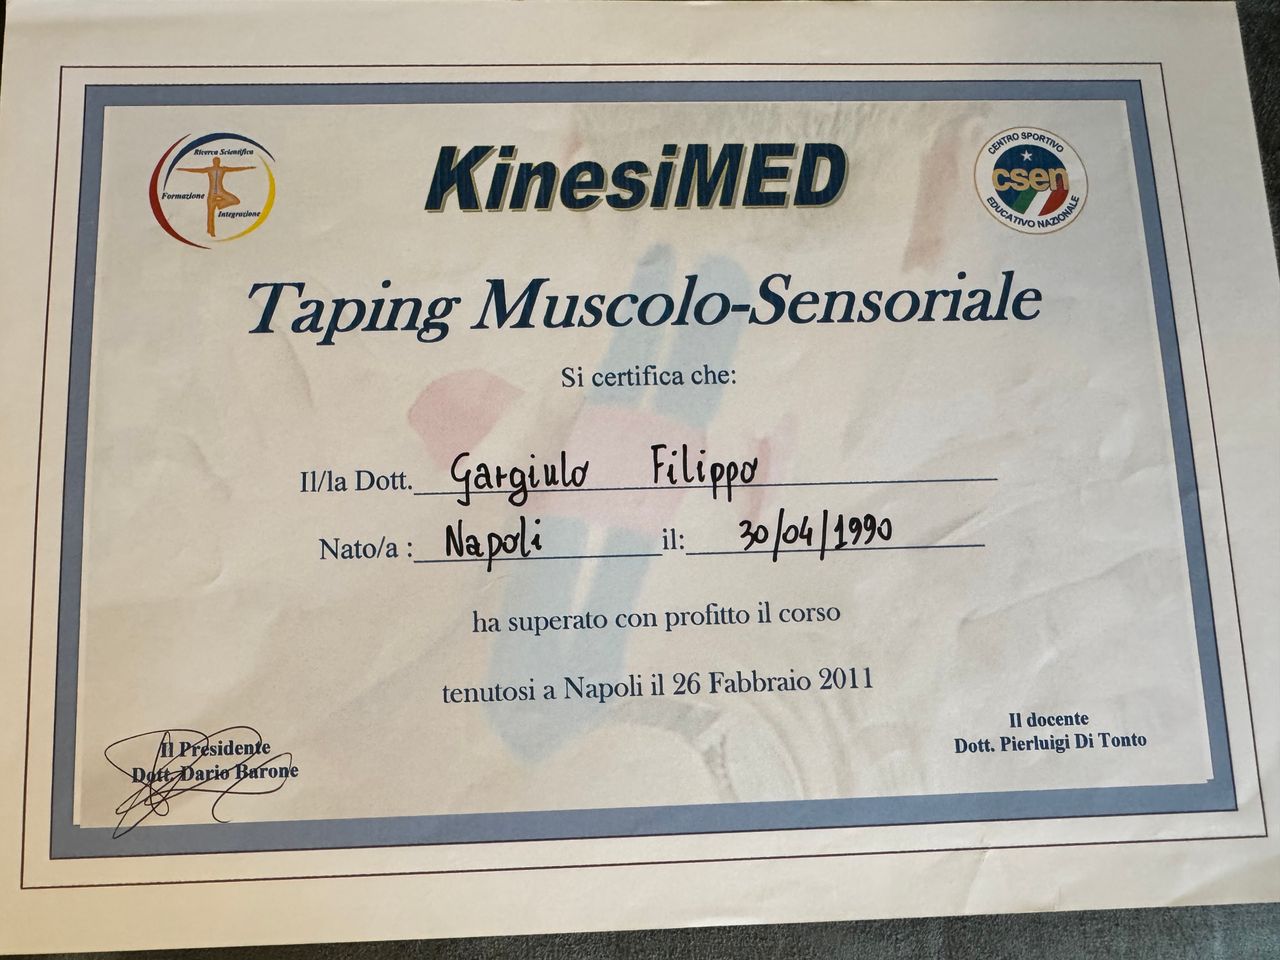 Ricerca Scientifica
Formazione
Integrazione
KinesiMED
CENTRO SPORTIVO
csen
EDUCATIVO NAZIONALE
Taping Muscolo-Sensoriale
Si certifica che:
Il/la Dott. Gargiulo Filippo
Nato/a : Napoli il: 30/04/1990
ha superato con profitto il corso
tenutosi a Napoli il 26 Fabbraio 2011
Il Presidente
Dott. Dario Barone
Il docente
Dott. Pierluigi Di Tonto